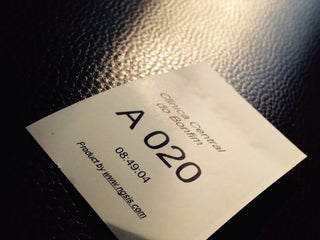 Clinica Central
do Bonfim
A 020
08:49:04
Product by www.ngsis.com